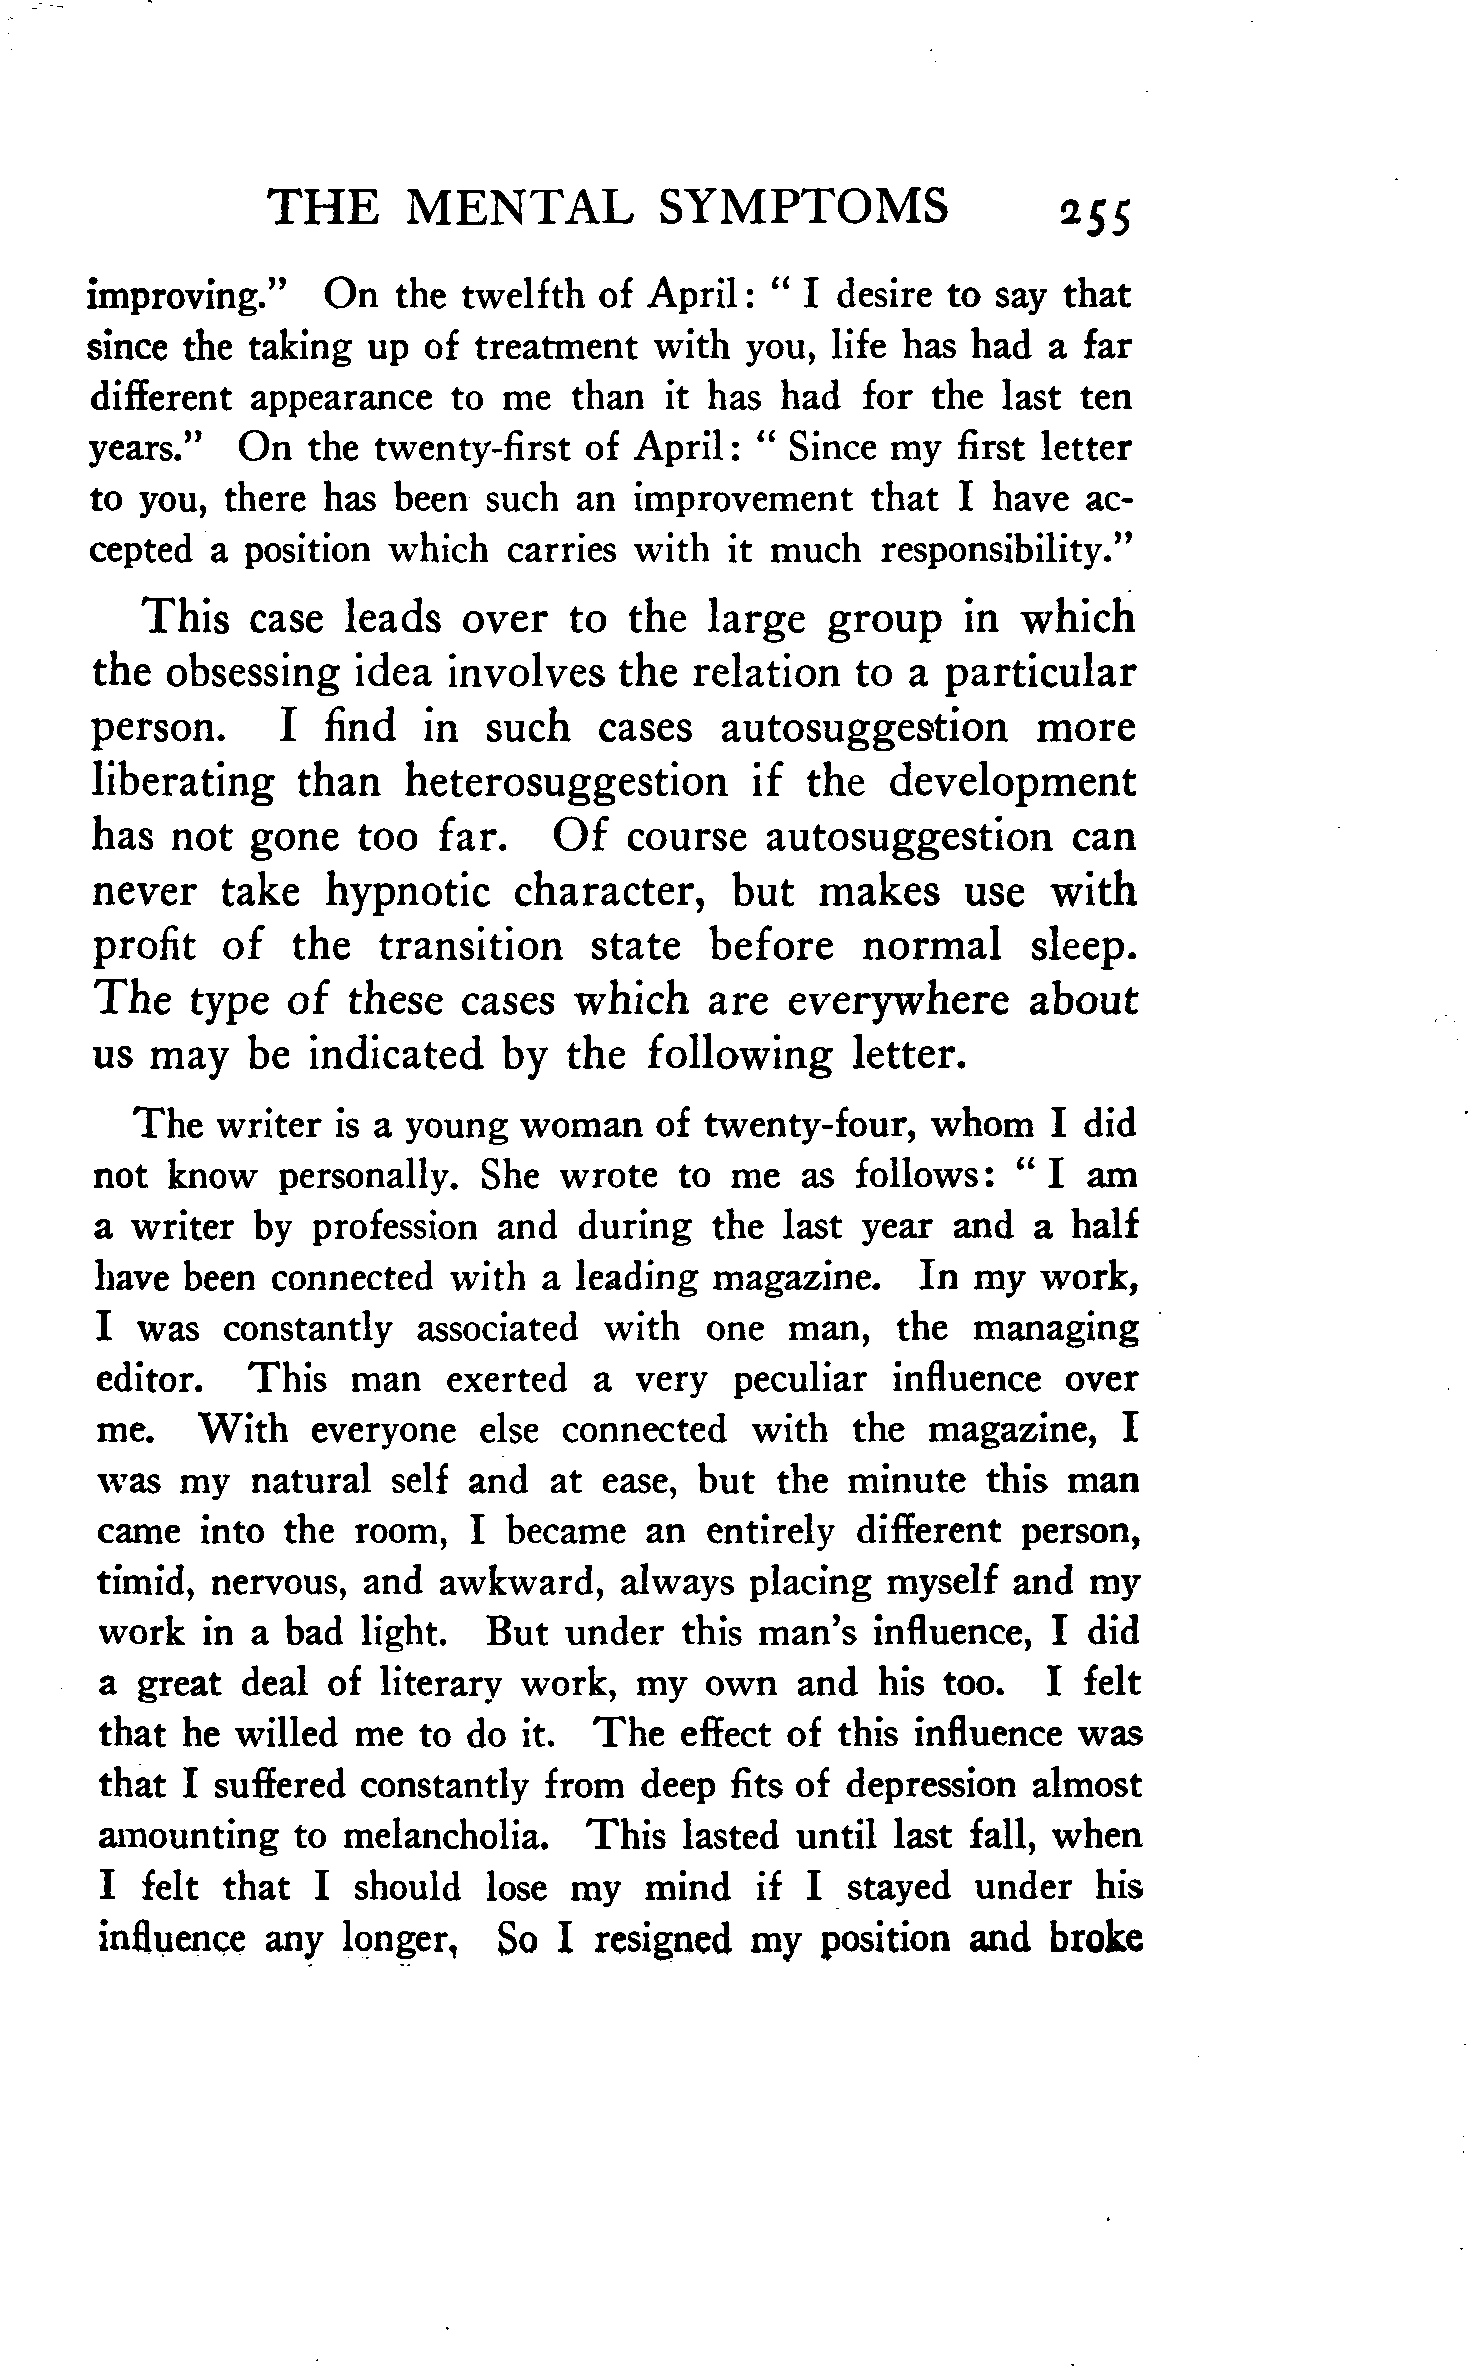 THE MENTAL SYMPTOMS 255
improving." On the twelfth of April: " I desire to say that
since the taking up of treatment with you, life has had a far
different appearance to me than it has had for the last ten
years." On the twenty-first of April: " Since my first letter
to you, there has been such an improvement that I have ac-
cepted a position which carries with it much responsibility."
This case leads over to the large group in which
the obsessing idea involves the relation to a particular
person. I find in such cases autosuggestion more
liberating than heterosuggestion if the development
has not gone too far. Of course autosuggestion can
never take hypnotic character, but makes use with
profit of the transition state before normal sleep.
The type of these cases which are everywhere about
us may be indicated by the following letter.
The writer is a young woman of twenty-four, whom I did
not know personally. She wrote to me as follows: " I am
a writer by profession and during the last year and a half
have been connected with a leading magazine. In my work,
I was constantly associated with one man, the managing
editor. This man exerted a very peculiar influence over
me. With everyone else connected with the magazine, I
was my natural self and at ease, but the minute this man
came into the room, I became an entirely different person,
timid, nervous, and awkward, always placing myself and my
work in a bad light. But under this man's influence, I did
a great deal of literary work, my own and his too. I felt
that he willed me to do it. The effect of this influence was
that I suffered constantly from deep fits of depression almost
amounting to melancholia. This lasted until last fall, when
I felt that I should lose my mind if I stayed under his
influence any longer, So I resigned my position and broke